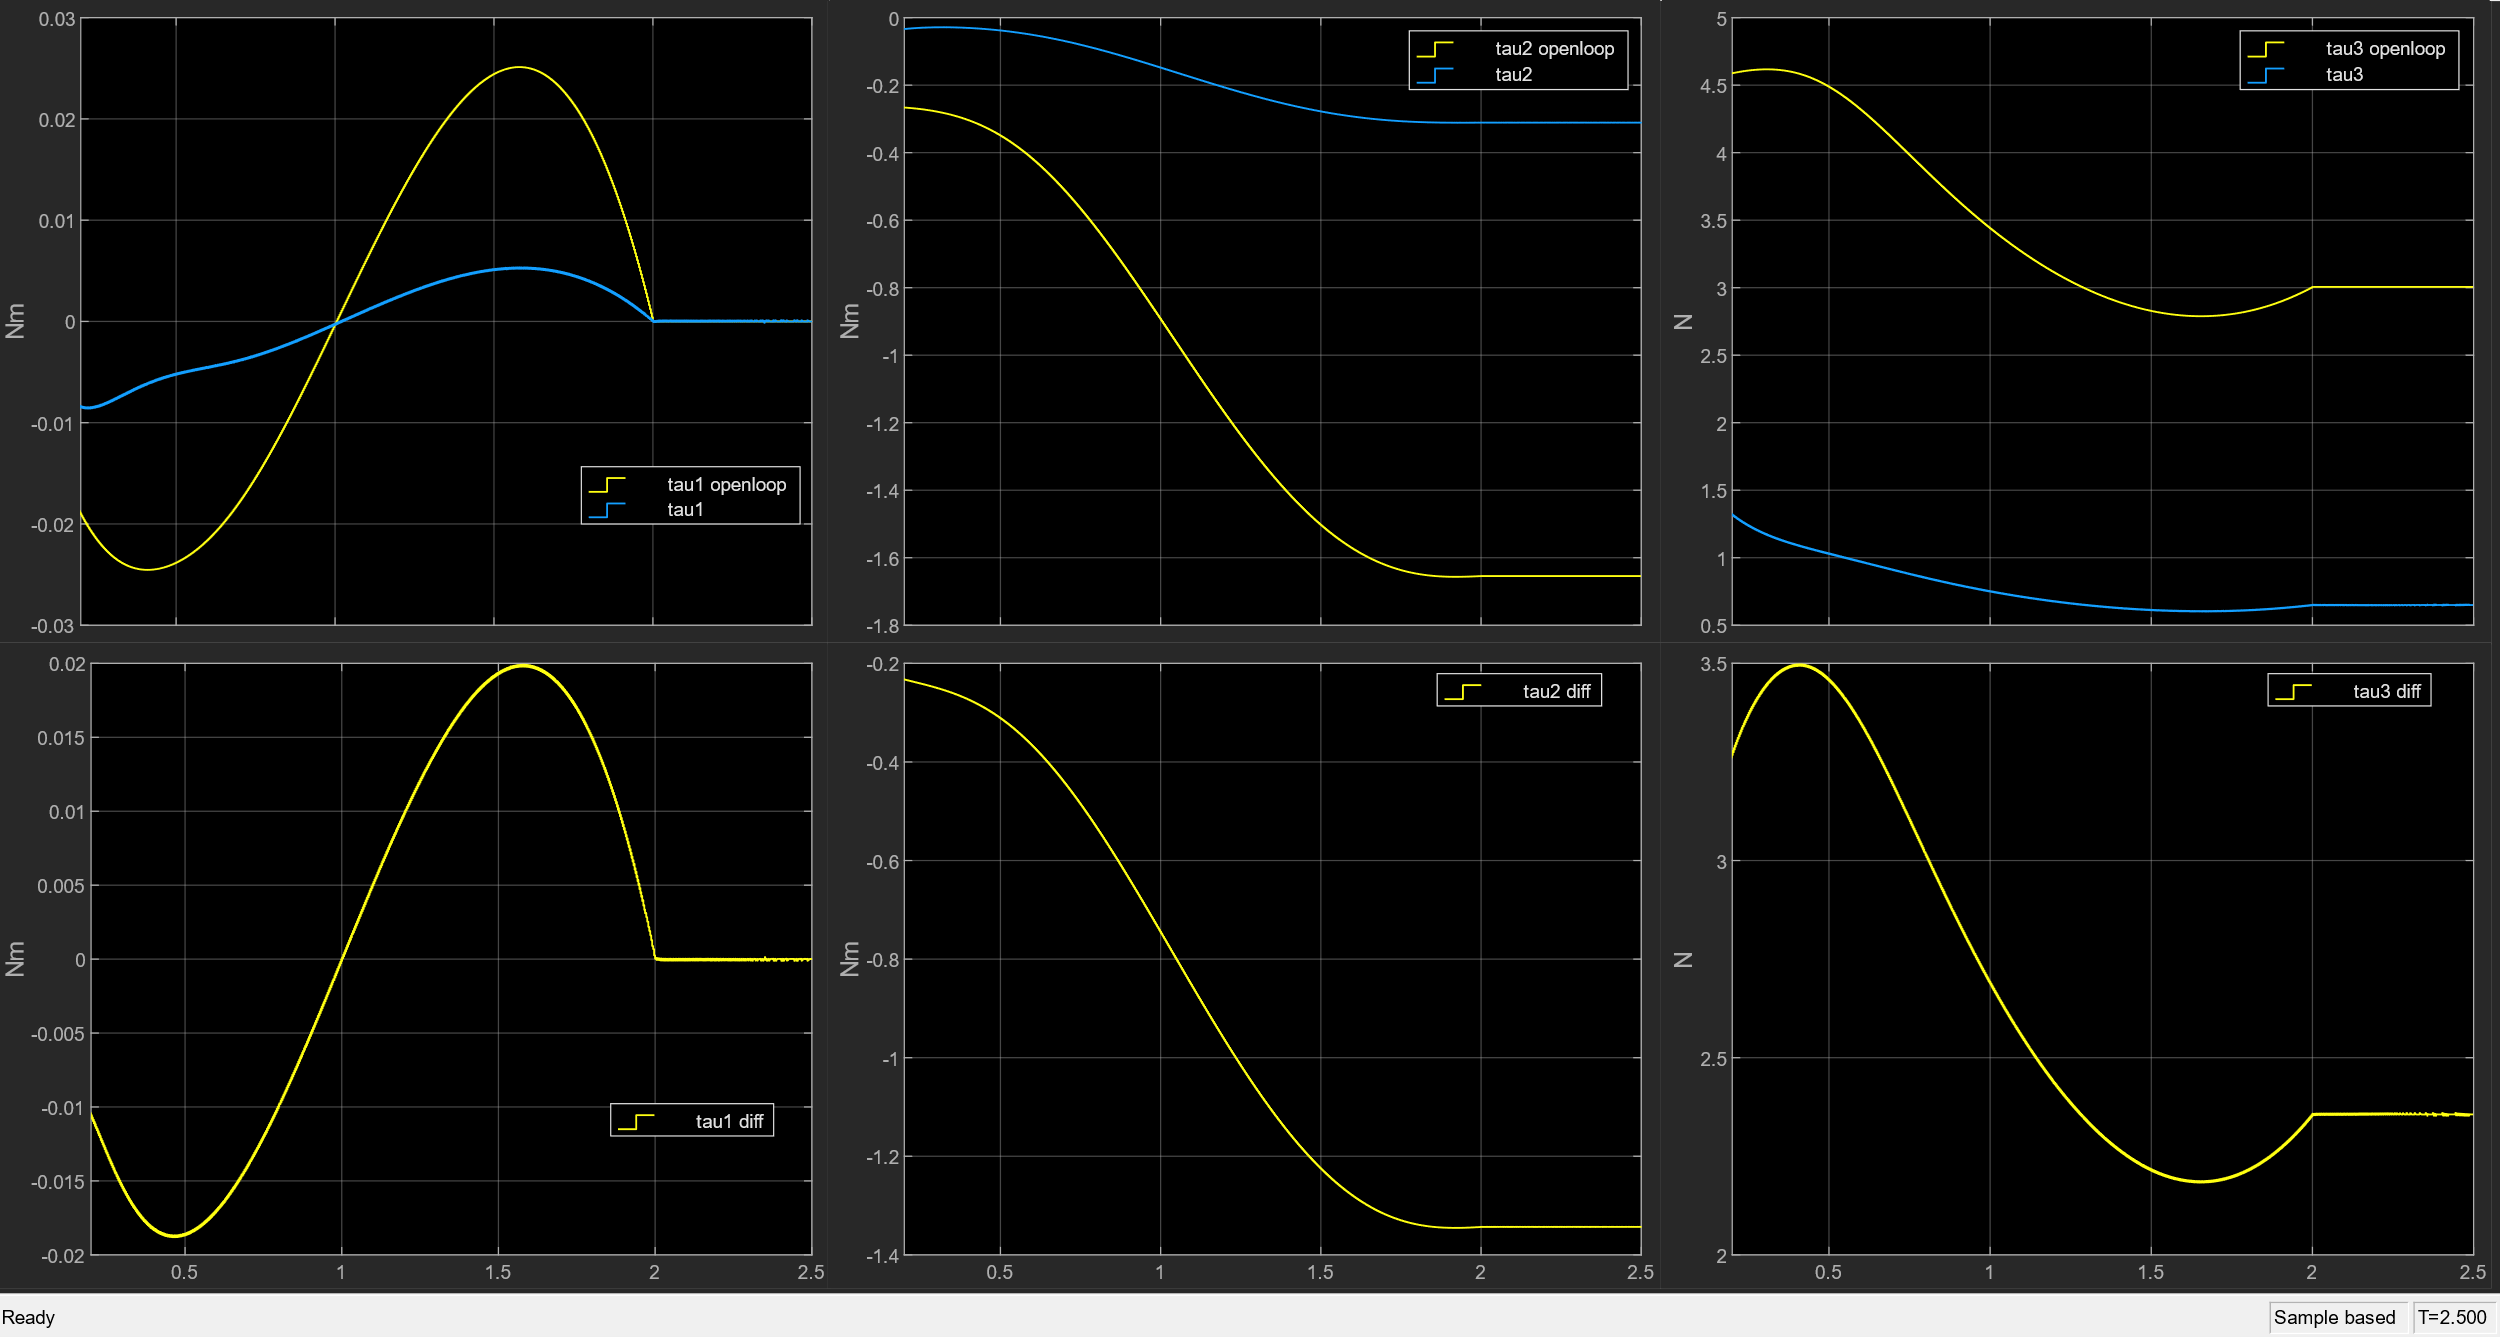 0.03
0.02
0.01
0
-0.01
-0.02
-0.03
Nm
tau1 openloop
tau1
0
-0.2
-0.4
-0.6
-0.8
-1
-1.2
-1.4
-1.6
-1.8
Nm
tau2 openloop
tau2
5
4.5
4
3.5
3
2.5
2
1.5
1
0.5
N
tau3 openloop
tau3
0.02
0.015
0.01
0.005
0
-0.005
-0.01
-0.015
-0.02
Nm
tau1 diff
0.5 1 1.5 2 2.5
-0.2
-0.4
-0.6
-0.8
-1
-1.2
-1.4
Nm
tau2 diff
0.5 1 1.5 2 2.5
3.5
3
2.5
2
N
tau3 diff
0.5 1 1.5 2 2.5
Ready
Sample based
T=2.500